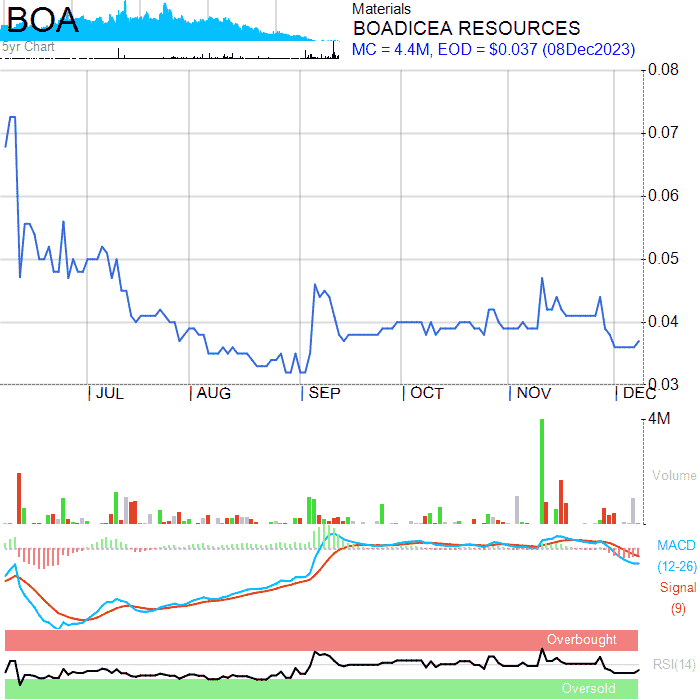 BOA
5yr Chart
Materials
BOADICEA RESOURCES
MC = 4.4M, EOD = $0.037 (08Dec2023)
0.08
0.07
0.06
0.05
0.04
0.03
JUL AUG SEP OCT NOV DEC
4M
Volume
MACD
(12-26)
Signal
(9)
Overbought
RSI(14)
Oversold